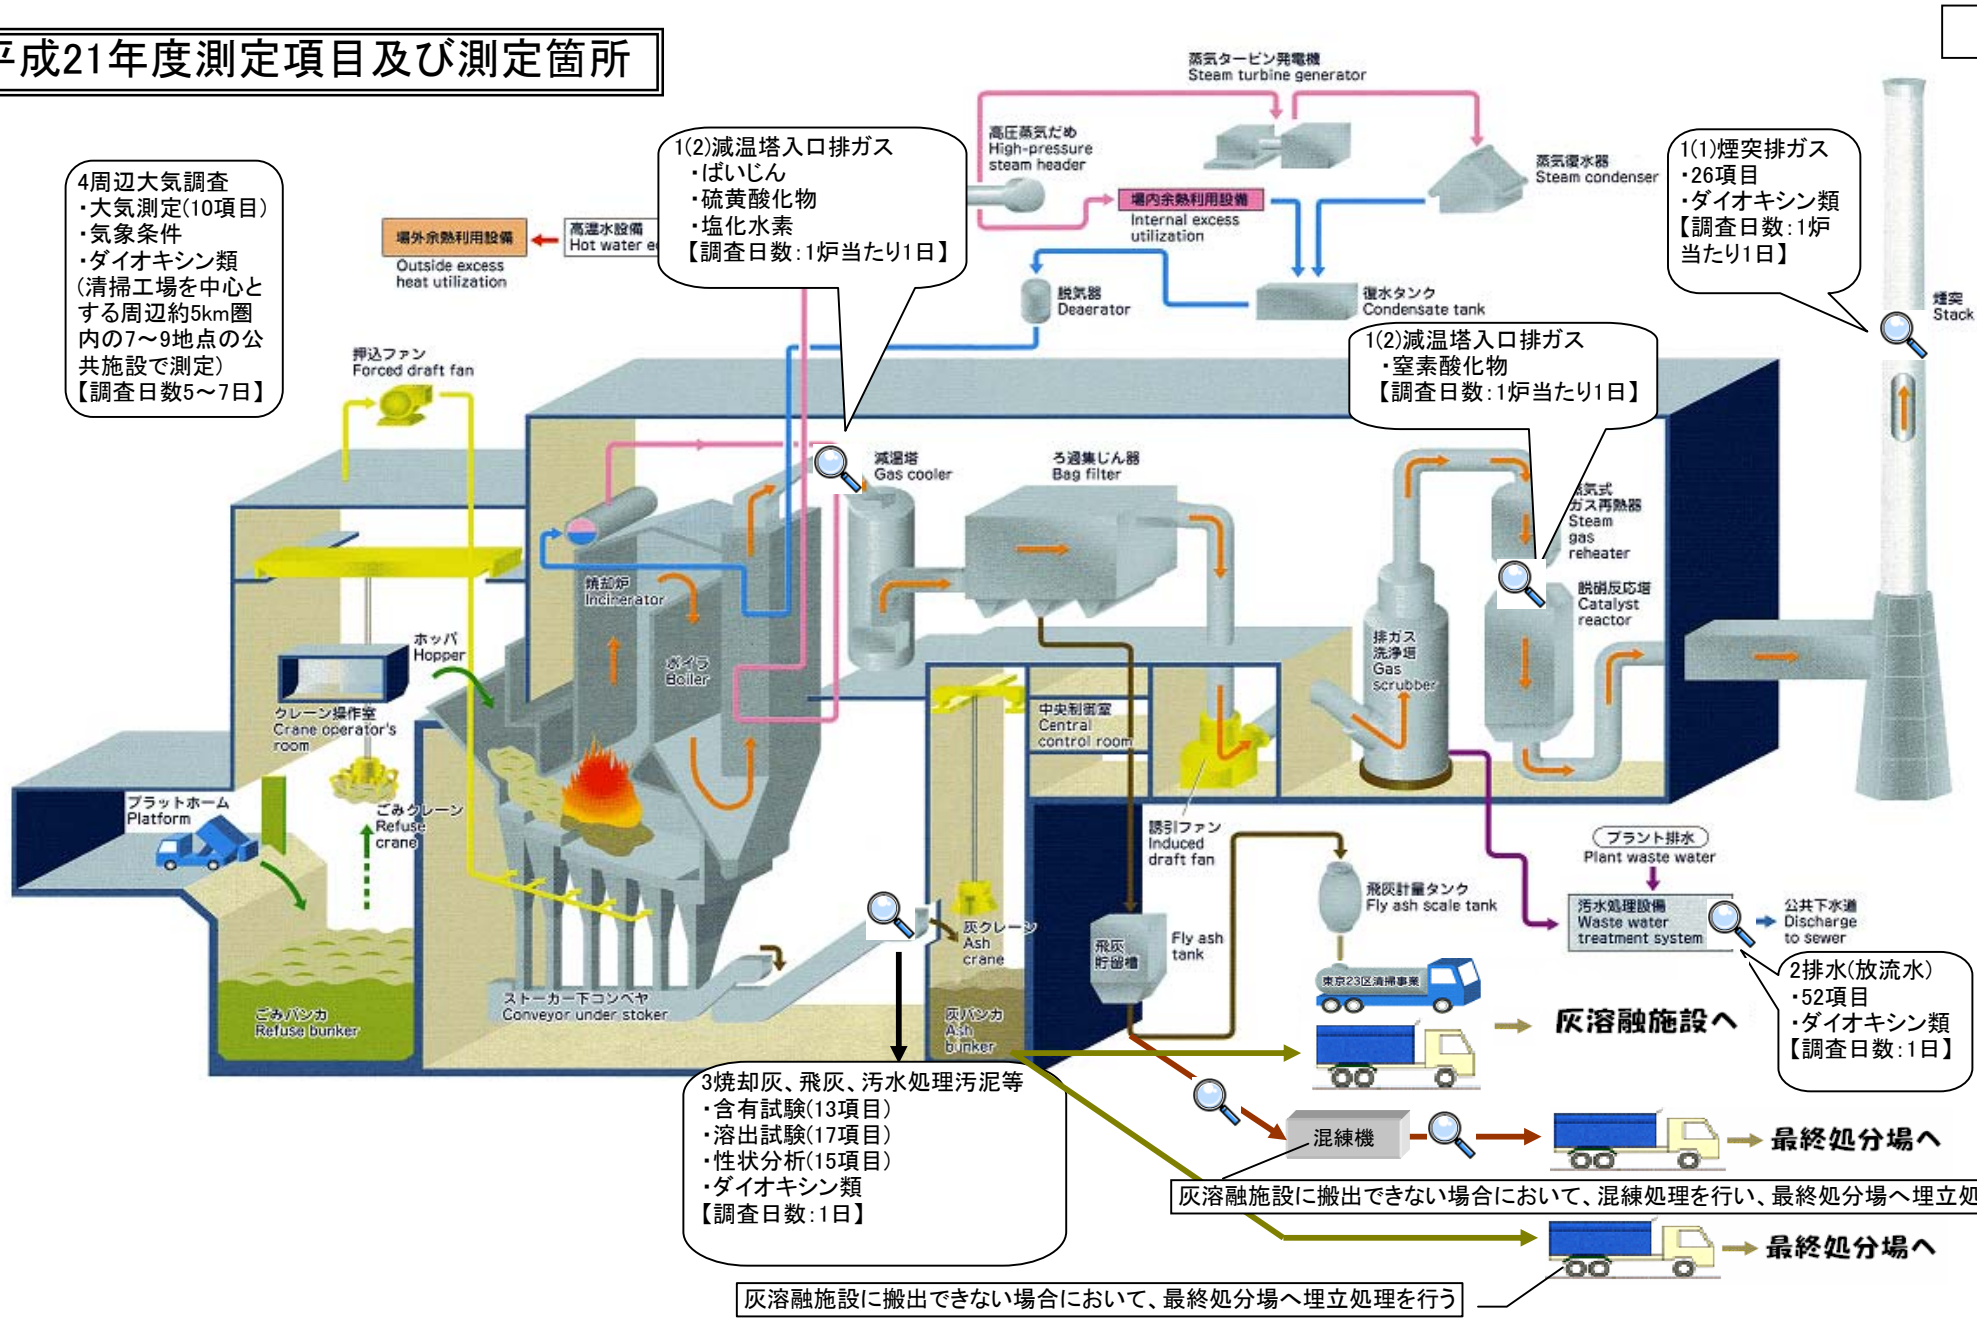 平成21年度測定項目及び測定箇所
4周辺大気調査
・大気測定(10項目)
・気象条件
・ダイオキシン類
(清掃工場を中心と
する周辺約5km圏
内の7～9地点の公
共施設で測定)
【調査日数5～7日】
1(2)減温塔入口排ガス
・ばいじん
・硫黄酸化物
・塩化水素
【調査日数：1炉当たり1日】
蒸気タービン発電機
Steam turbine generator
高圧蒸気だめ
High-pressure
steam header
蒸気復水器
Steam condenser
1(1)煙突排ガス
・26項目
・ダイオキシン類
【調査日数：1炉
当たり1日】
場外余熱利用設備
Outside excess
heat utilization
高温水設備
Hot water
場内余熱利用設備
Internal excess
utilization
脱気器
Deaerator
復水タンク
Condensate tank
煙突
Stack
1(2)減温塔入口排ガス
・窒素酸化物
【調査日数：1炉当たり1日】
押込ファン
Forced draft fan
減温塔
Gas cooler
ろ過集じん器
Bag filter
蒸気式
ガス再熱器
Steam
gas
reheater
焼却炉
Incinerator
脱硝反応塔
Catalyst
reactor
ホッパ
Hopper
ボイラ
Boiler
排ガス
洗浄塔
Gas
scrubber
クレーン操作室
Crane operator's
room
中央制御室
Central
control room
プラットホーム
Platform
ごみクレーン
Refuse
crane
誘引ファン
Induced
draft fan
プラント排水
Plant waste water
飛灰計量タンク
Fly ash scale tank
汚水処理設備
Waste water
treatment system
公共下水道
Discharge
to sewer
灰クレーン
Ash
crane
飛灰
貯留槽
Fly ash
tank
東京23区清掃事業
2排水(放流水)
・52項目
・ダイオキシン類
【調査日数：1日】
ごみバンカ
Refuse bunker
ストーカー下コンベヤ
Conveyor under stoker
灰バンカ
Ash
bunker
灰溶融施設へ
3焼却灰、飛灰、汚水処理汚泥等
・含有試験(13項目)
・溶出試験(17項目)
・性状分析(15項目)
・ダイオキシン類
【調査日数：1日】
混練機
最終処分場へ
灰溶融施設に搬出できない場合において、混練処理を行い、最終処分場へ埋立処
最終処分場へ
灰溶融施設に搬出できない場合において、最終処分場へ埋立処理を行う